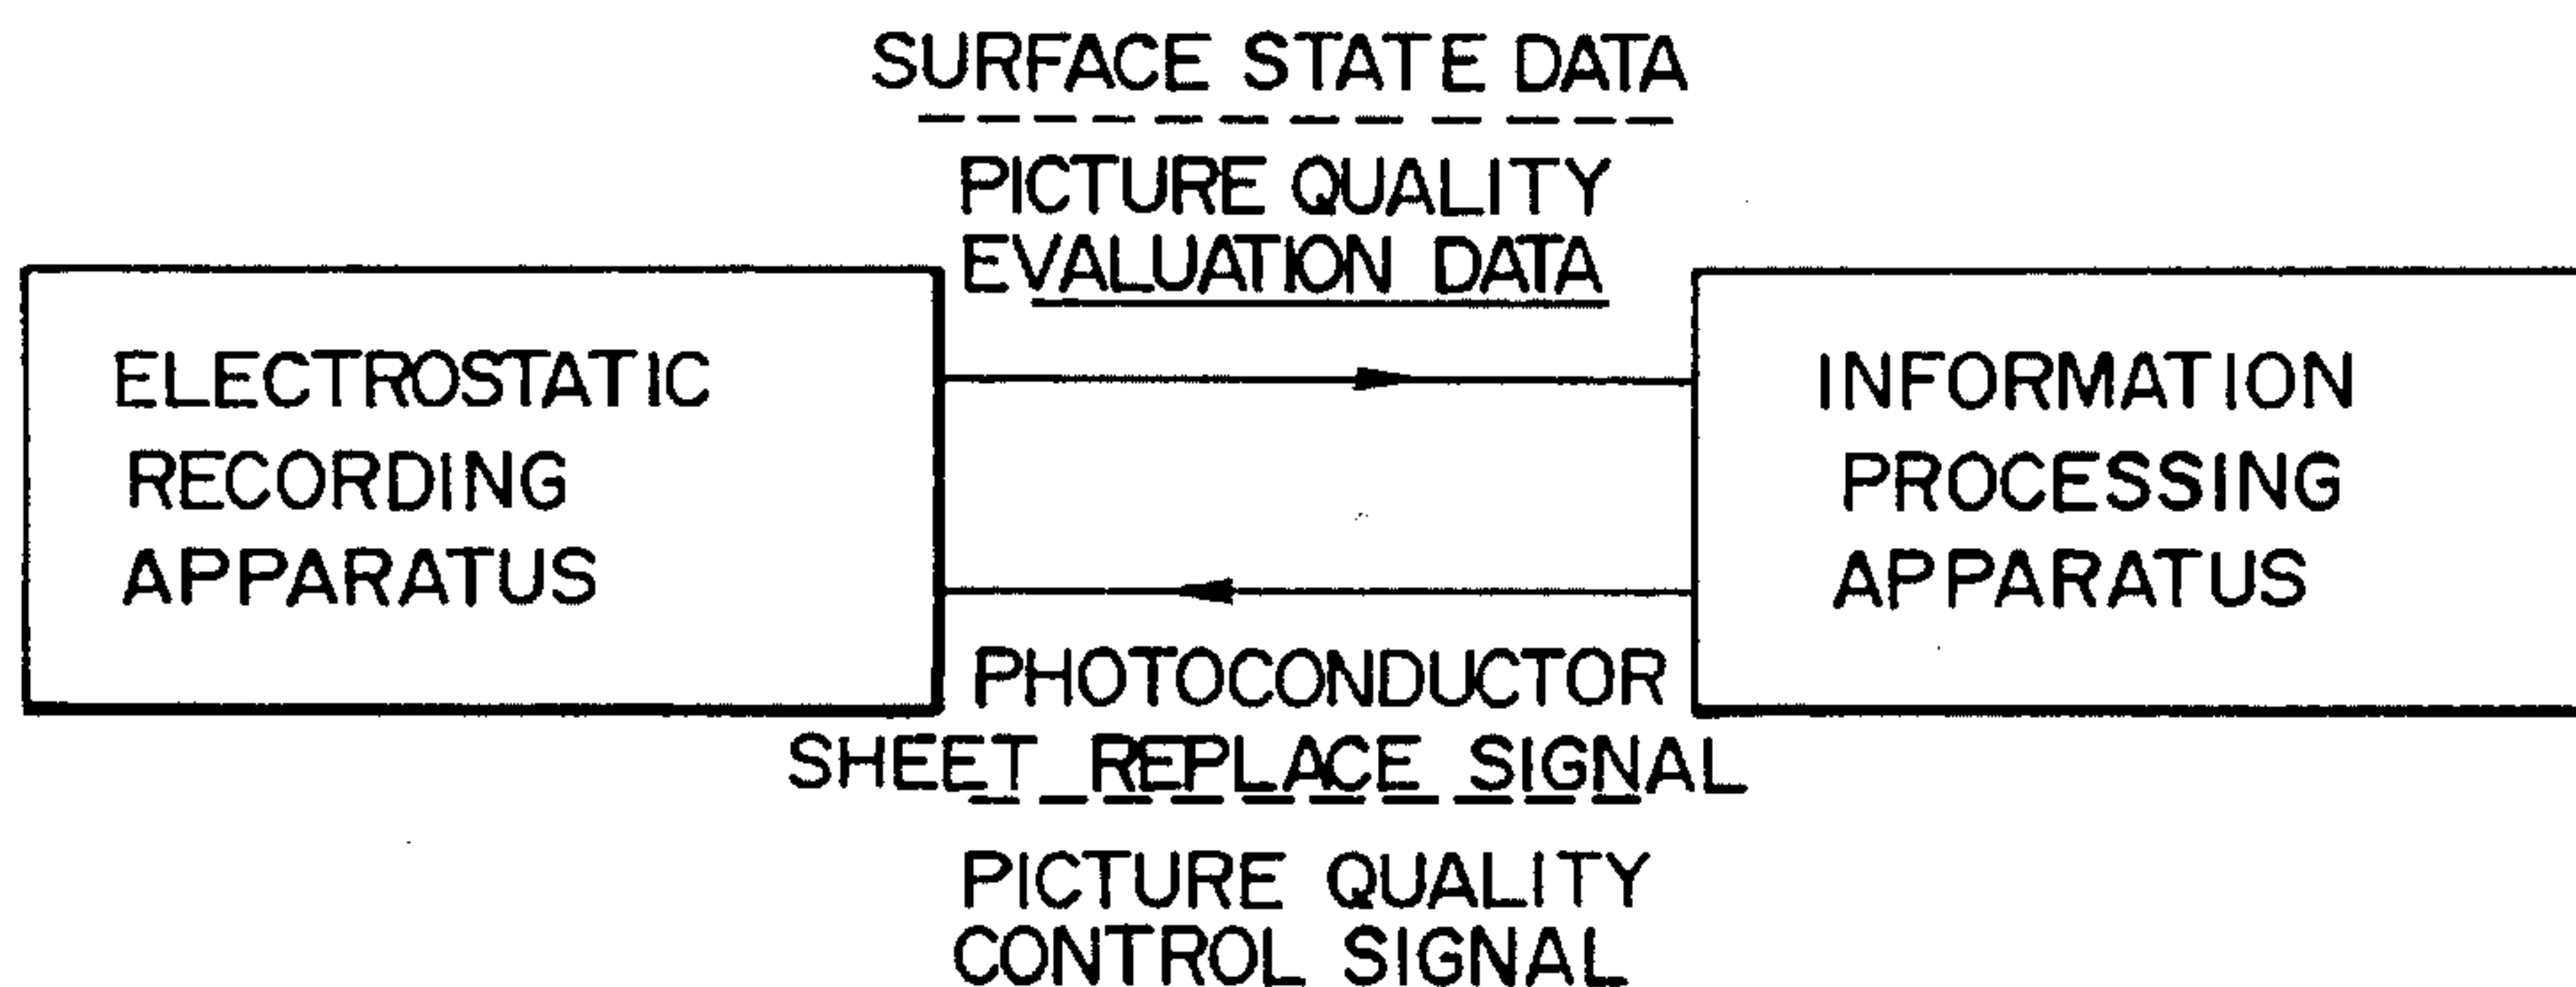 SURFACE STATE DATA
PICTURE QUALITY
EVALUATION DATA
ELECTROSTATIC
RECORDING
APPARATUS
INFORMATION
PROCESSING
APPARATUS
PHOTOCONDUCTOR
SHEET REPLACE SIGNAL
PICTURE QUALITY
CONTROL SIGNAL